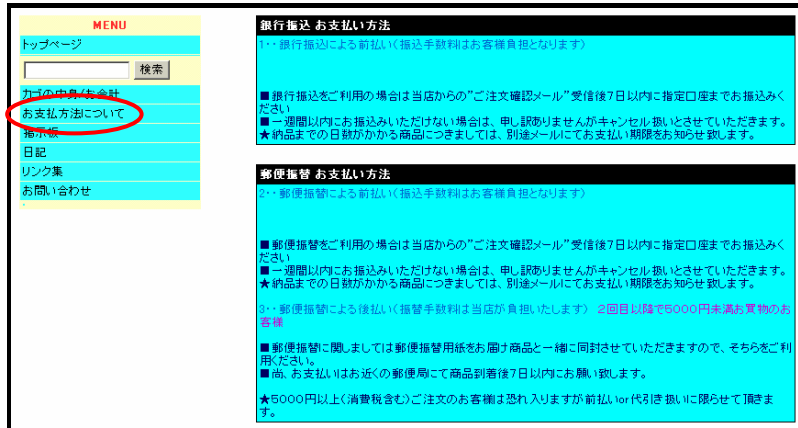 MENU
トップページ
検索
カゴの中身/お会計
お支払方法について
掲示板
日記
リンク集
お問い合わせ
銀行振込 お支払い方法
1・・銀行振込による前払い(振込手数料はお客様負担となります)
■銀行振込をご利用の場合は当店からの"ご注文確認メール"受信後7日以内に指定口座までお振込みく
ださい
■一週間以内にお振込みいただけない場合は、申し訳ありませんがキャンセル扱いとさせていただきます。
★納品までの日数がかかる商品につきましては、別途メールにてお支払い期限をお知らせ致します。
郵便振替 お支払い方法
2・・郵便振替による前払い(振込手数料はお客様負担となります)
■郵便振替をご利用の場合は当店からの"ご注文確認メール"受信後7日以内に指定口座までお振込みく
ださい
■一週間以内にお振込みいただけない場合は、申し訳ありませんがキャンセル扱いとさせていただきます。
★納品までの日数がかかる商品につきましては、別途メールにてお支払い期限をお知らせ致します。
3・・郵便振替による後払い(振替手数料は当店が負担いたします) 2回目以降で5000円未満お買物のお
客様
■郵便振替に関しましては郵便振替用紙をお届け商品と一緒に同封させていただきますので、そちらをご利
用ください。
■尚、お支払いはお近くの郵便局にて商品到着後7日以内にお願い致します。
★5000円以上(消費税含む)ご注文のお客様は恐れ入りますが前払いor代引き扱いに限らせて頂きま
す。